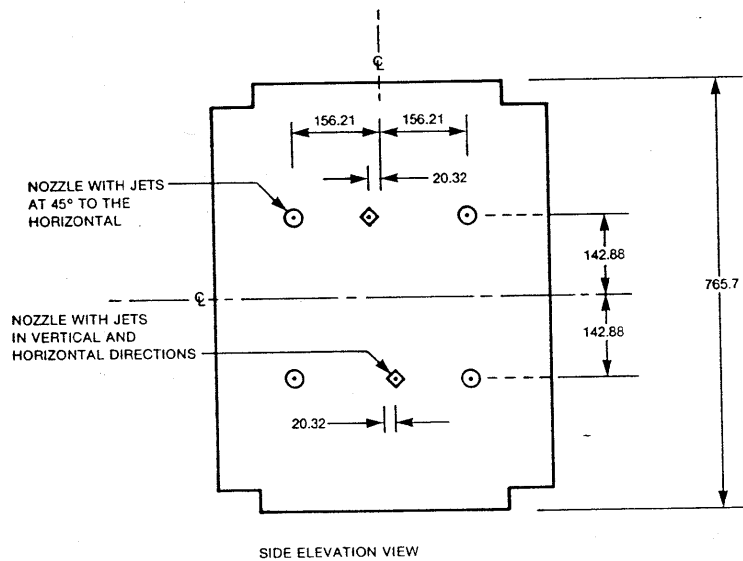 ℄
156.21 156.21
20.32
NOZZLE WITH JETS
AT 45° TO THE
HORIZONTAL
142.88
765.7
℄
NOZZLE WITH JETS
IN VERTICAL AND
HORIZONTAL DIRECTIONS
142.88
20.32
SIDE ELEVATION VIEW